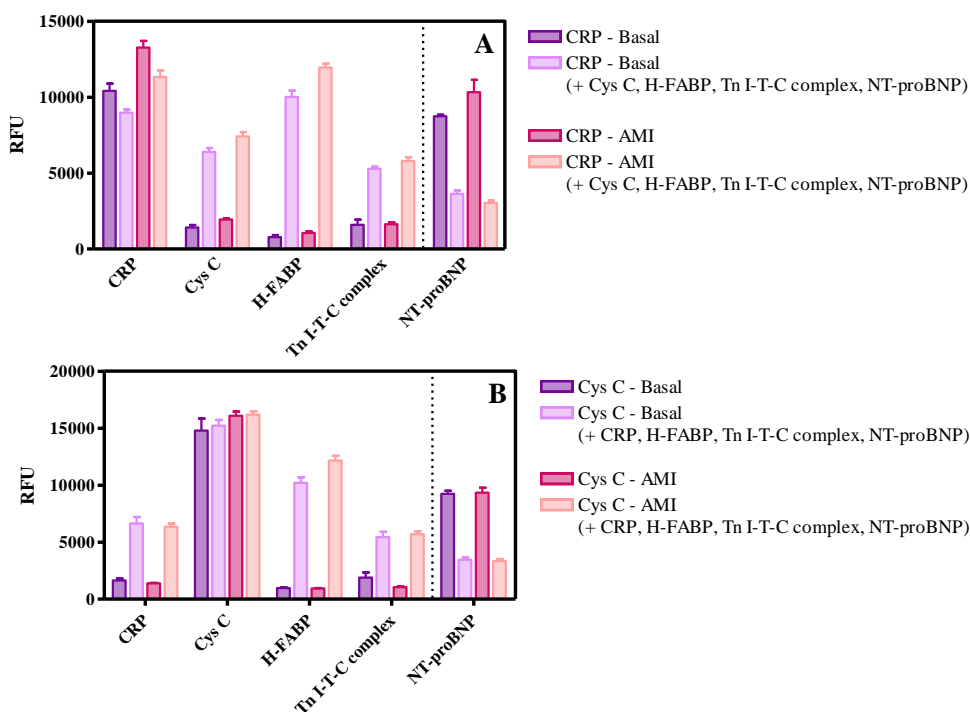 A
15000
10000
5000
0
RFU
CRP
Cys C
H-FABP
Tn I-T-C complex
NT-proBNP
CRP - Basal
CRP - Basal
(+ Cys C, H-FABP, Tn I-T-C complex, NT-proBNP)
CRP - AMI
CRP - AMI
(+ Cys C, H-FABP, Tn I-T-C complex, NT-proBNP)
B
20000
15000
10000
5000
0
RFU
CRP
Cys C
H-FABP
Tn I-T-C complex
NT-proBNP
Cys C - Basal
Cys C - Basal
(+ CRP, H-FABP, Tn I-T-C complex, NT-proBNP)
Cys C - AMI
Cys C - AMI
(+ CRP, H-FABP, Tn I-T-C complex, NT-proBNP)